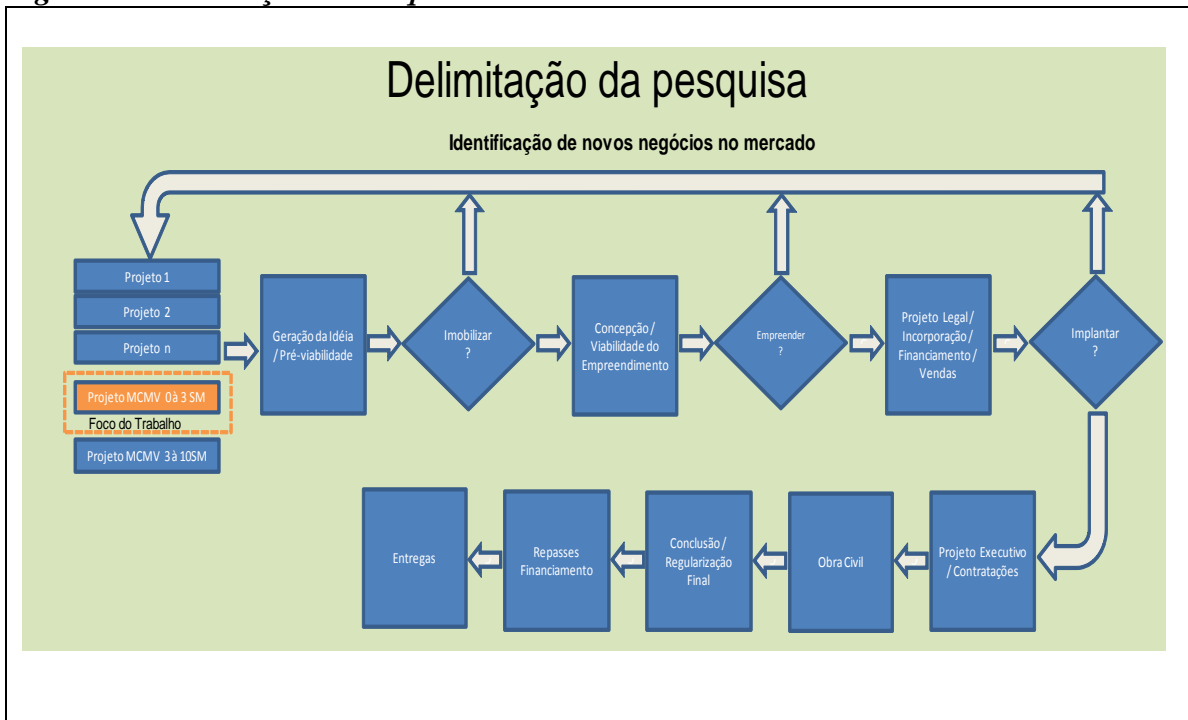 Delimitação da pesquisa
Identificação de novos negócios no mercado
Projeto 1
Projeto 2
Projeto n
Projeto MCMV 0à 3 SM
Foco do Trabalho
Projeto MCMV 3 à 10SM
Geração da Idéia
/ Pré-viabilidade
Imobilizar
?
Concepção /
Viabilidade do
Empreendimento
Empreender
?
Projeto Legal /
Incorporação /
Financiamento /
Vendas
Implantar
?
Projeto Executivo
/ Contratações
Obra Civil
Conclusão /
Regularização
Final
Repasses
Financiamento
Entregas